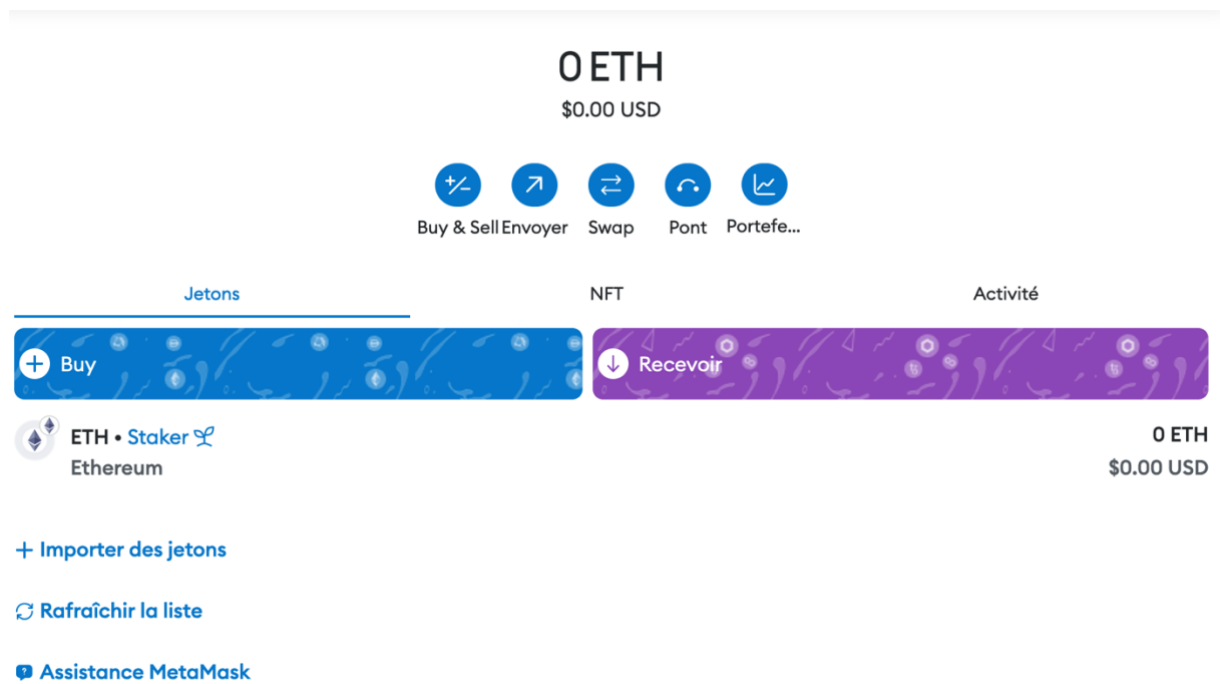 0 ETH
$0.00 USD
Buy & Sell Envoyer Swap Pont Portefe...
Jetons NFT Activité
Buy Recevoir
ETH • Staker 0 ETH
Ethereum $0.00 USD
Importer des jetons
Rafraîchir la liste
Assistance MetaMask